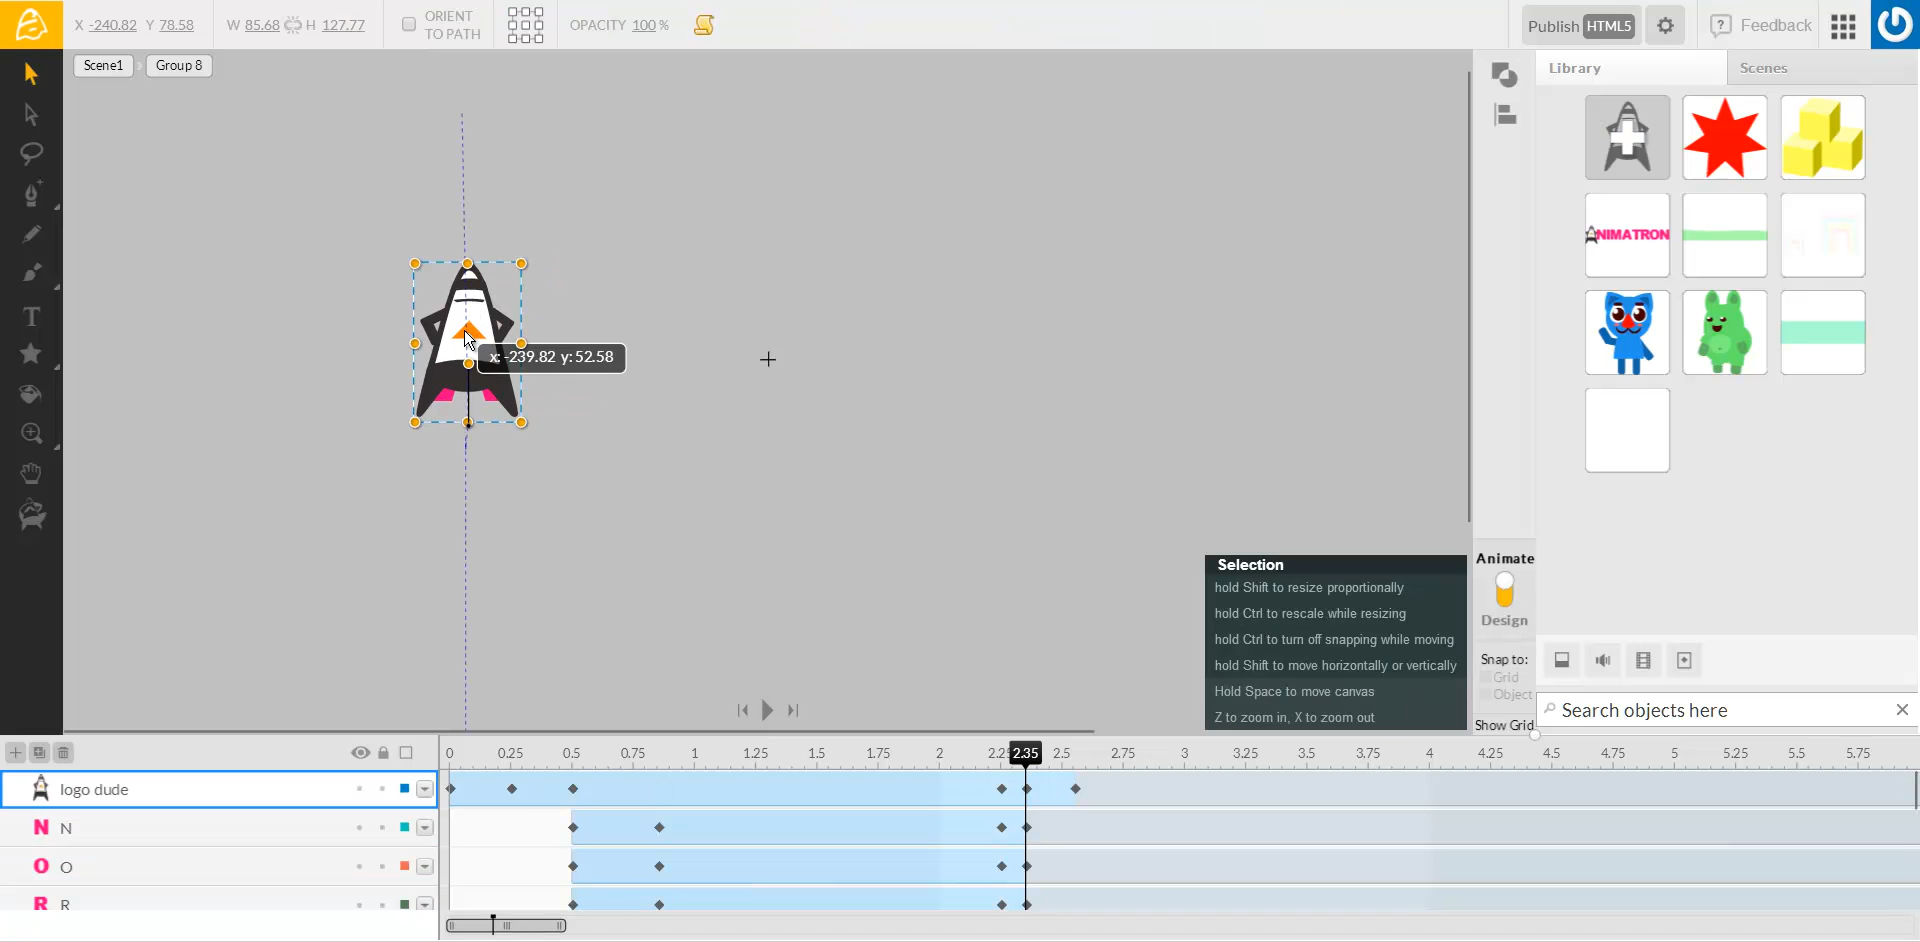 X -240.82 Y 78.58 W 85.68 H 127.77
ORIENT
TO PATH
OPACITY 100 %
Publish HTML5
Feedback
Scene1
Group 8
Library
Scenes
NIMATRON
x: -239.82 y: 52.58
Selection
hold Shift to resize proportionally
hold Ctrl to rescale while resizing
hold Ctrl to turn off snapping while moving
hold Shift to move horizontally or vertically
Hold Space to move canvas
Z to zoom in, X to zoom out
Animate
Design
Snap to:
Grid
Object
Show Grid
Search objects here
0 0.25 0.5 0.75 1 1.25 1.5 1.75 2 2.35 2.5 2.75 3 3.25 3.5 3.75 4 4.25 4.5 4.75 5 5.25 5.5 5.75
logo dude
N N
O O
R R